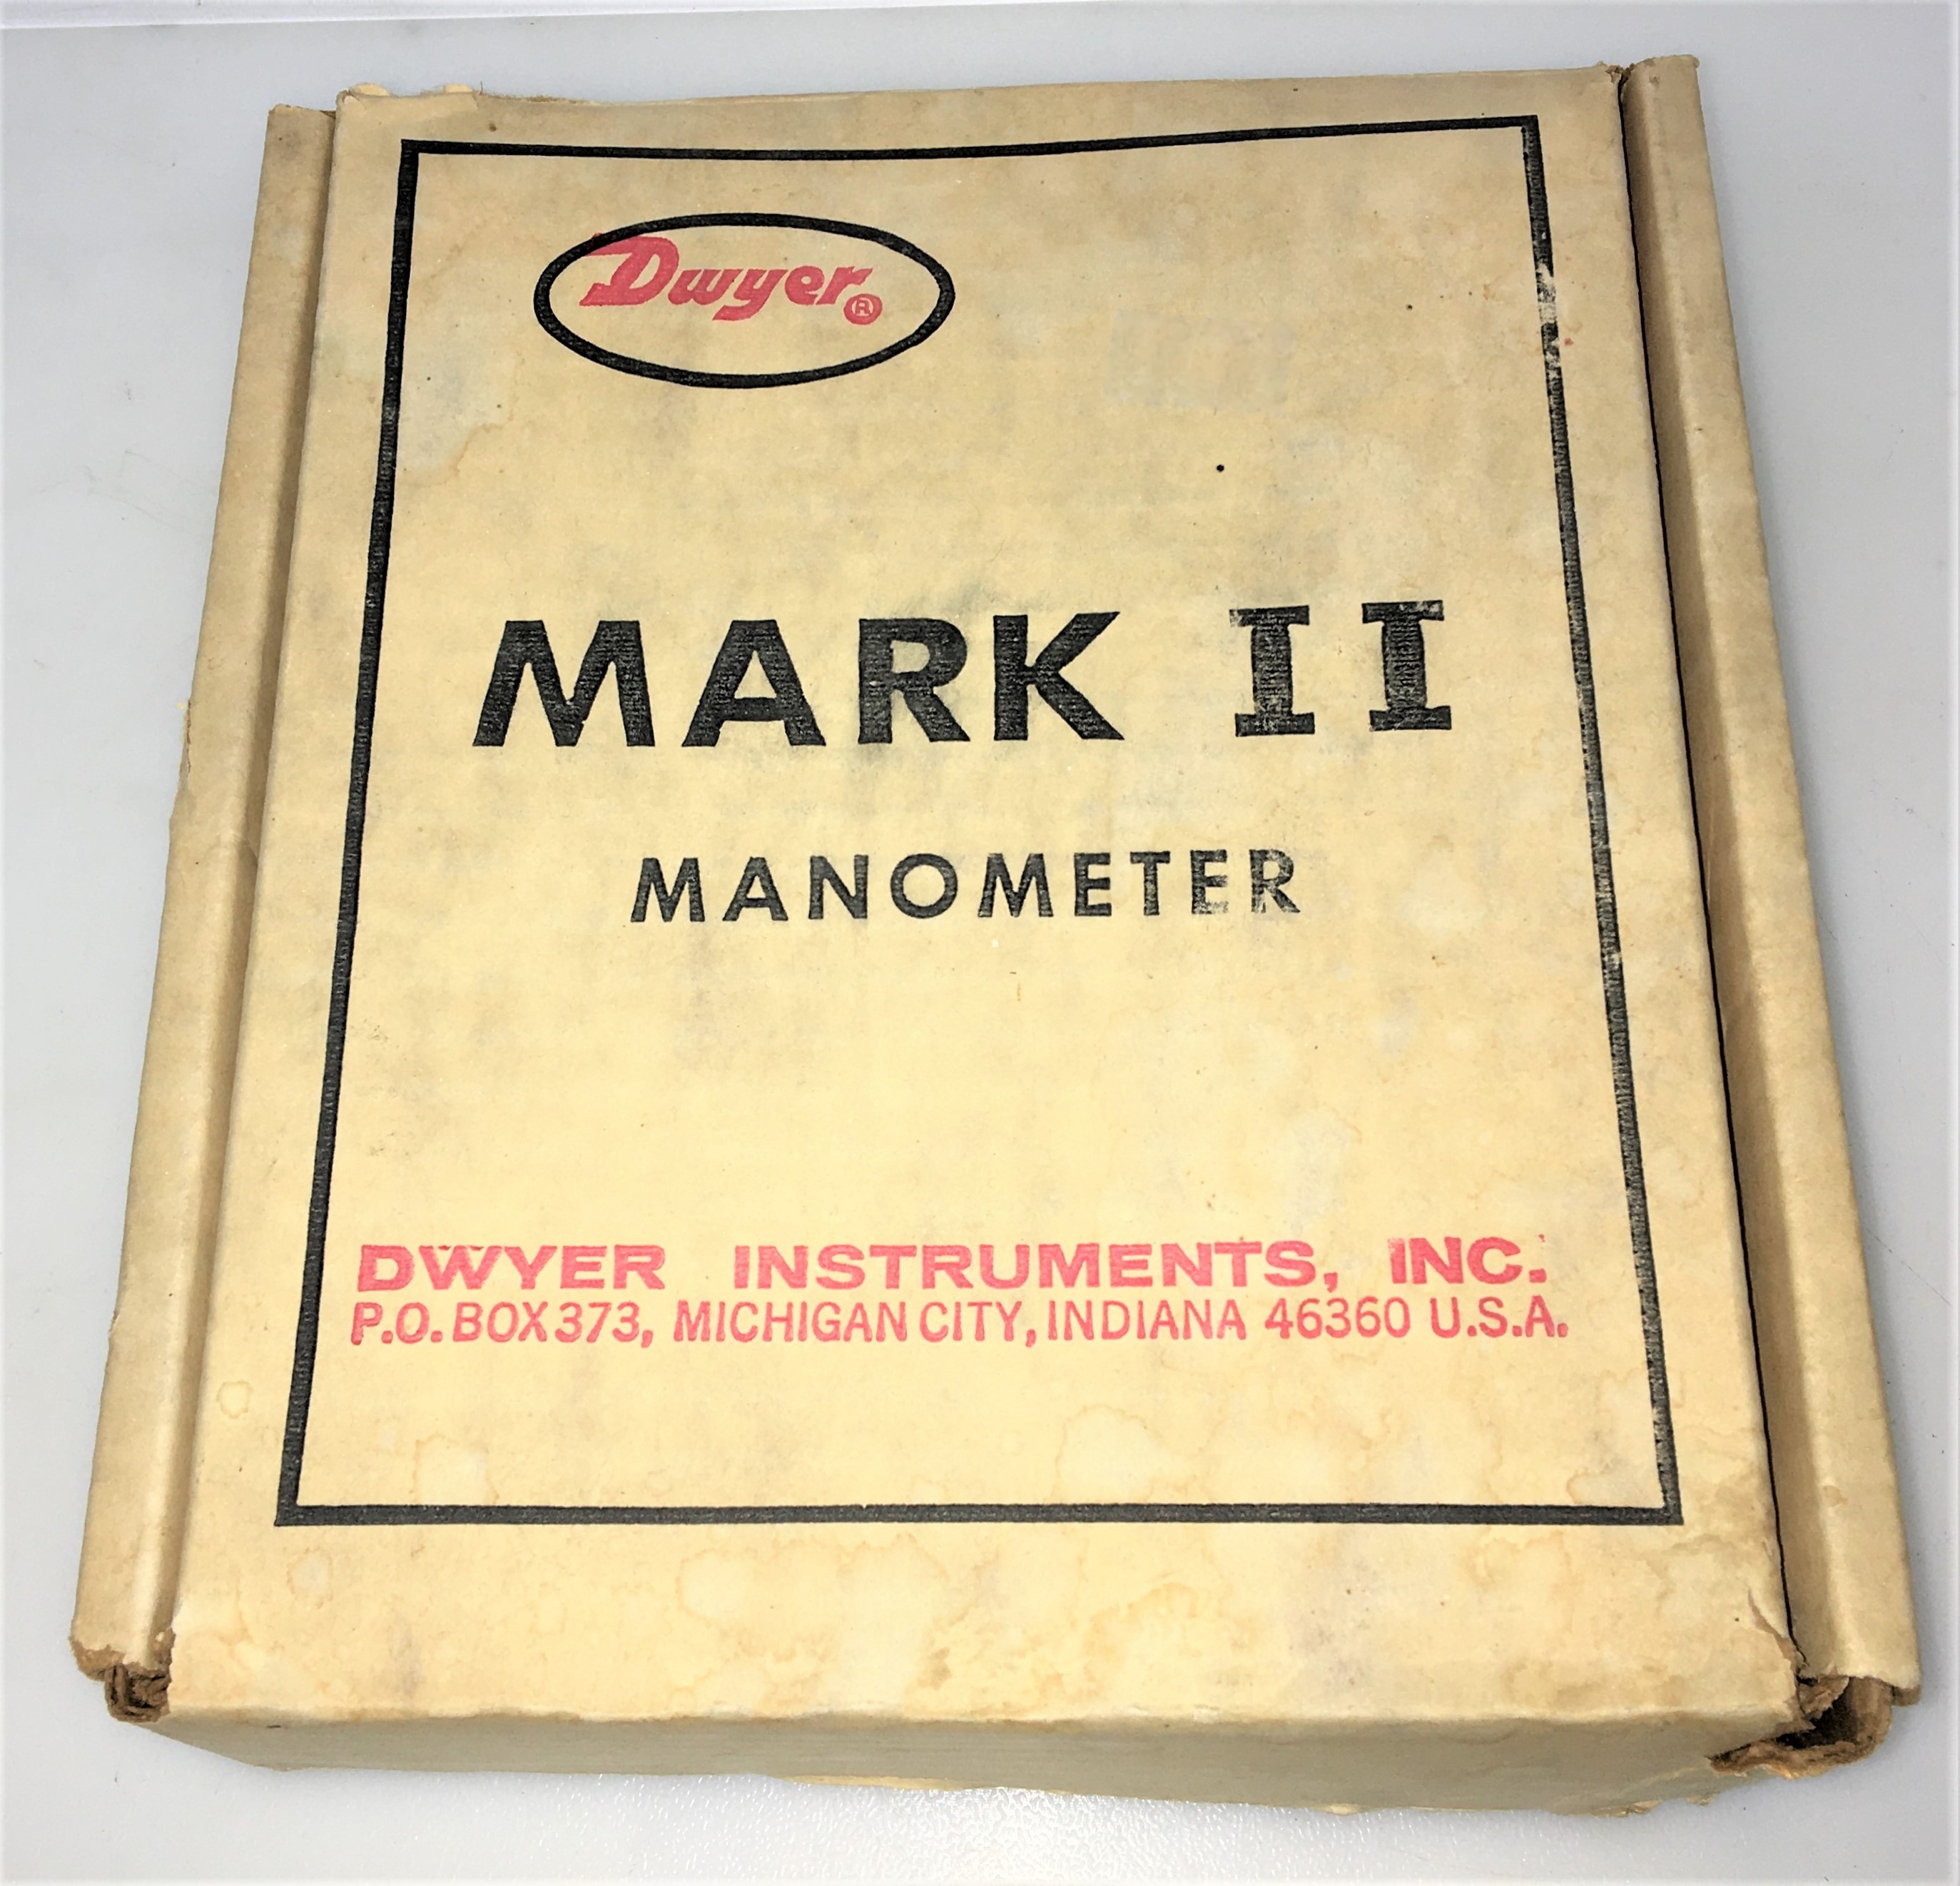 Dwyer®
MARK II
MANOMETER
DWYER INSTRUMENTS, INC.
P.O. BOX 373, MICHIGAN CITY, INDIANA 46360 U.S.A.